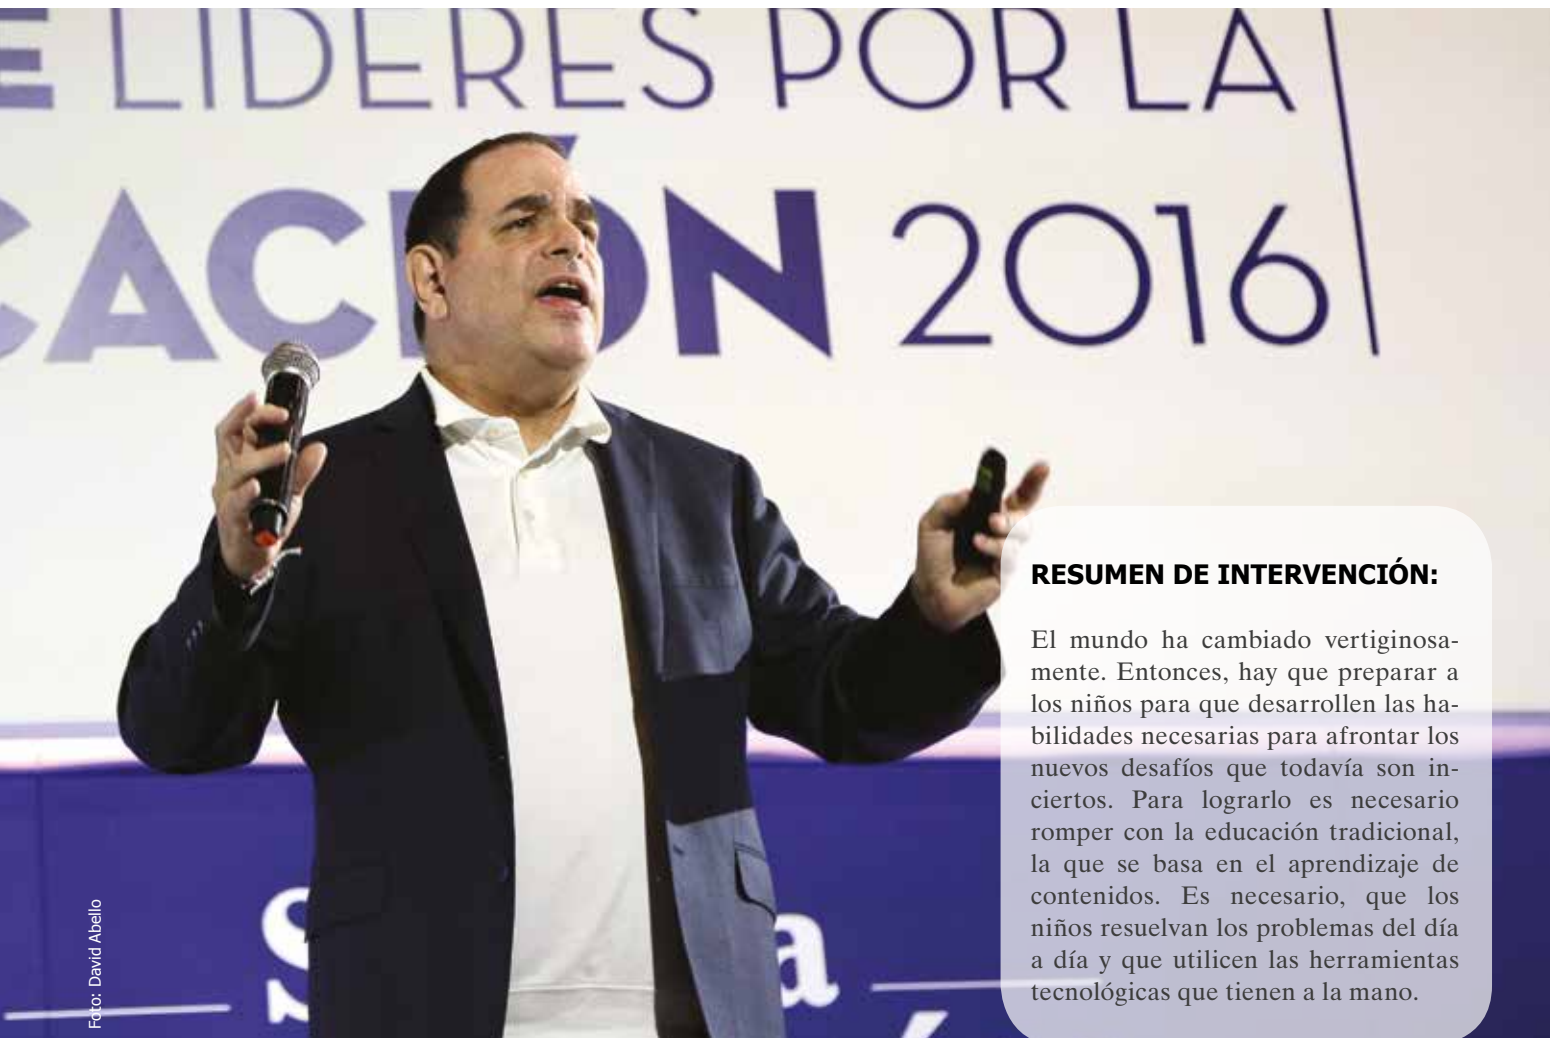 E LÍDERES POR LA
CACIÓN 2016
RESUMEN DE INTERVENCIÓN:
El mundo ha cambiado vertiginosa-
mente. Entonces, hay que preparar a
los niños para que desarrollen las ha-
bilidades necesarias para afrontar los
nuevos desafíos que todavía son in-
ciertos. Para lograrlo es necesario
romper con la educación tradicional,
la que se basa en el aprendizaje de
contenidos. Es necesario, que los
niños resuelvan los problemas del día
a día y que utilicen las herramientas
tecnológicas que tienen a la mano.
S
a
Foto: David Abello